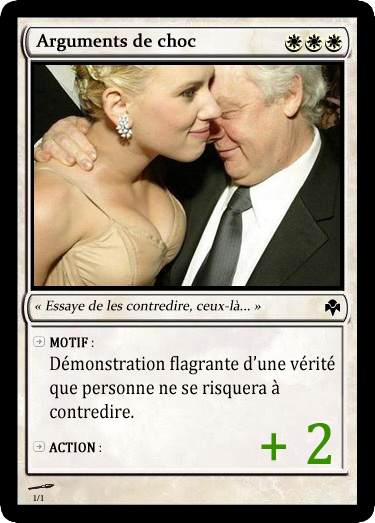 Arguments de choc
« Essaye de les contredire, ceux-là... »
MOTIF :
Démonstration flagrante d'une vérité
que personne ne se risquera à
contredire.
ACTION :
+ 2
1/1